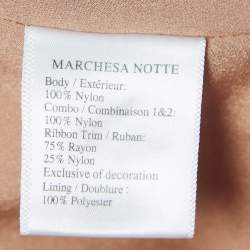 MARCHESA NOTTE
Body / Extérieur:
100% Nylon
Combo / Combinaison 1&2:
100% Nylon
Ribbon Trim / Ruban:
75% Rayon
25% Nylon
Exclusive of decoration
Lining / Doublure :
100% Polyester